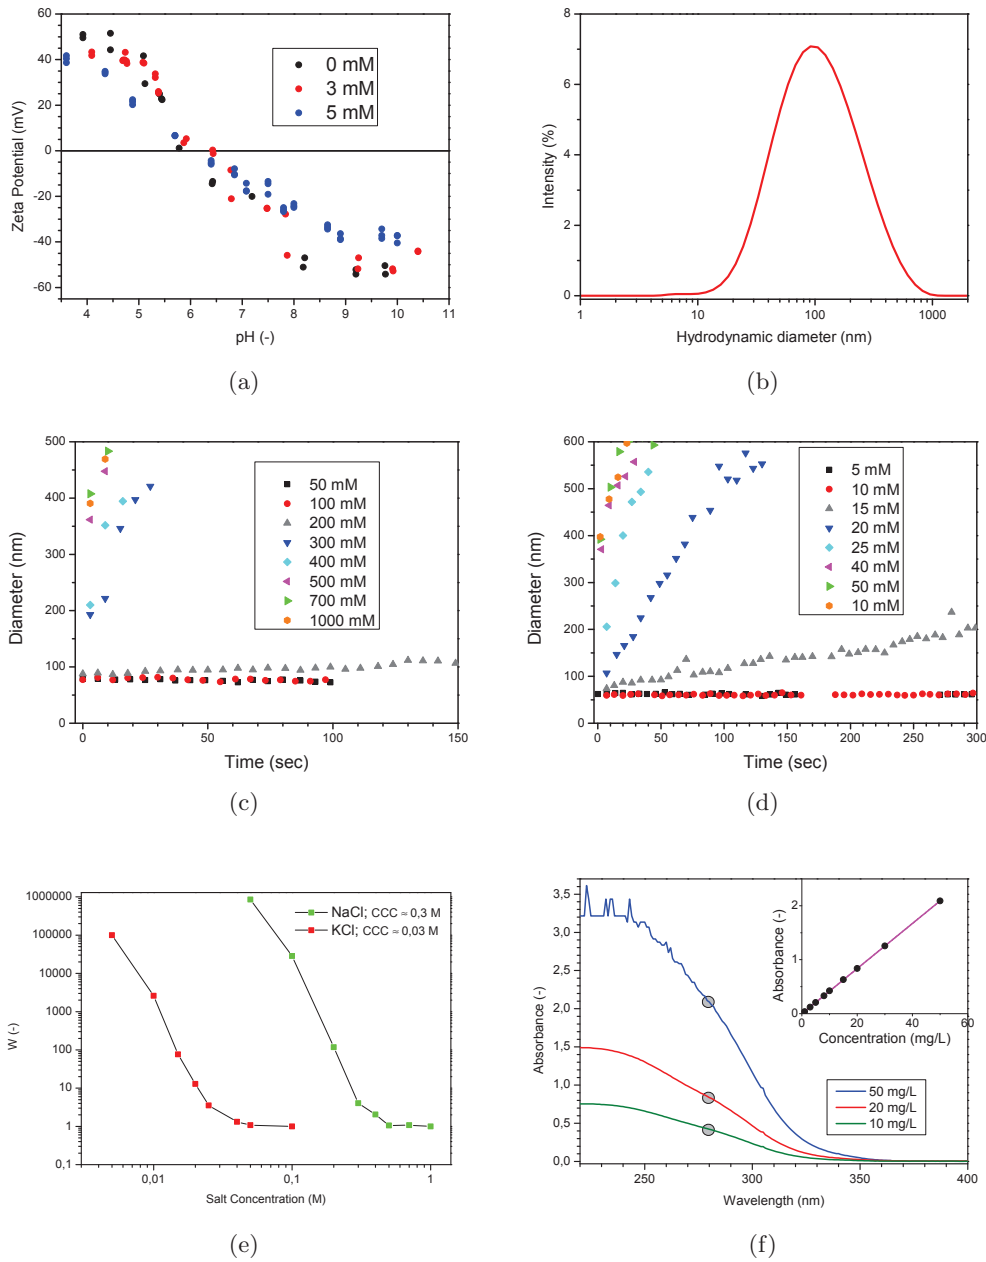 60
40
20
0
-20
-40
-60
Zeta Potential (mV)
0 mM
3 mM
5 mM
4 5 6 7 8 9 10 11
pH (-)
(a)
8
6
4
2
0
Intensity (%)
1 10 100 1000
Hydrodynamic diameter (nm)
(b)
500
400
300
200
100
0
Diameter (nm)
50 mM
100 mM
200 mM
300 mM
400 mM
500 mM
700 mM
1000 mM
0 50 100 150
Time (sec)
(c)
600
500
400
300
200
100
0
Diameter (nm)
5 mM
10 mM
15 mM
20 mM
25 mM
40 mM
50 mM
10 mM
0 50 100 150 200 250 300
Time (sec)
(d)
1000000
100000
10000
1000
100
10
1
0,1
W (-)
NaCl; CCC ≈ 0,3 M
KCl; CCC ≈ 0,03 M
0,01 0,1 1
Salt Concentration (M)
(e)
3,5
3,0
2,5
2,0
1,5
1,0
0,5
0,0
Absorbance (-)
2
1
0
Absorbance (-)
0 20 40 60
Concentration (mg/L)
50 mg/L
20 mg/L
10 mg/L
250 300 350 400
Wavelength (nm)
(f)